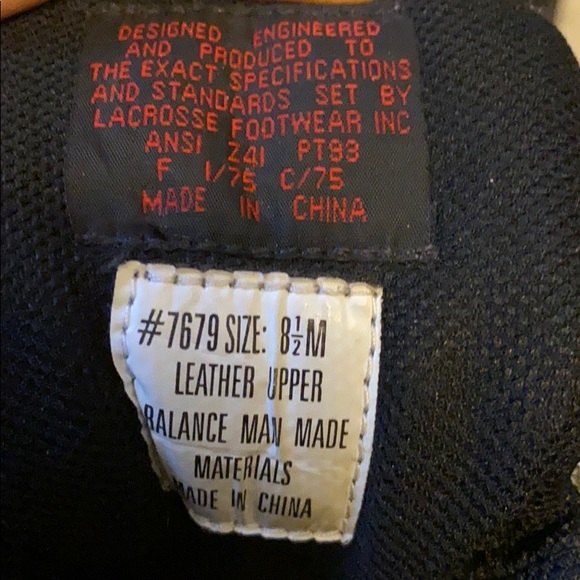 DESIGNED ENGINEERED
AND PRODUCED TO
THE EXACT SPECIFICATIONS
AND STANDARDS SET BY
LACROSSE FOOTWEAR INC
ANSI Z41 PT99
F I/75 C/75
MADE IN CHINA
#7679 SIZE: 8½M
LEATHER UPPER
BALANCE MAN MADE
MATERIALS
MADE IN CHINA